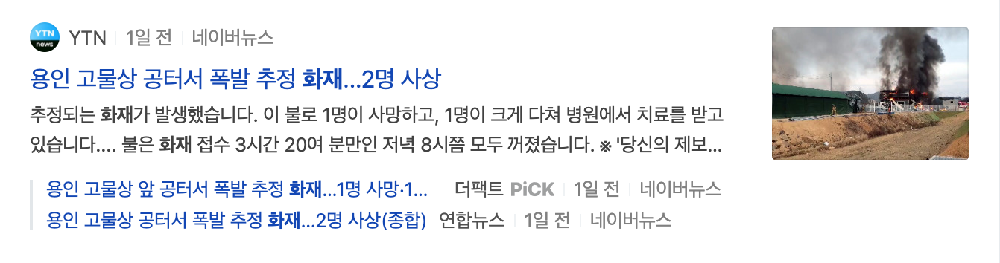 YTN news YTN 1일 전 네이버뉴스
용인 고물상 공터서 폭발 추정 화재...2명 사상
추정되는 화재가 발생했습니다. 이 불로 1명이 사망하고, 1명이 크게 다쳐 병원에서 치료를 받고
있습니다.... 불은 화재 접수 3시간 20여 분만인 저녁 8시쯤 모두 꺼졌습니다. ※ '당신의 제보...
용인 고물상 앞 공터서 폭발 추정 화재...1명 사망·1... 더팩트 PiCK 1일 전 네이버뉴스
용인 고물상 공터서 폭발 추정 화재...2명 사상(종합) 연합뉴스 1일 전 네이버뉴스